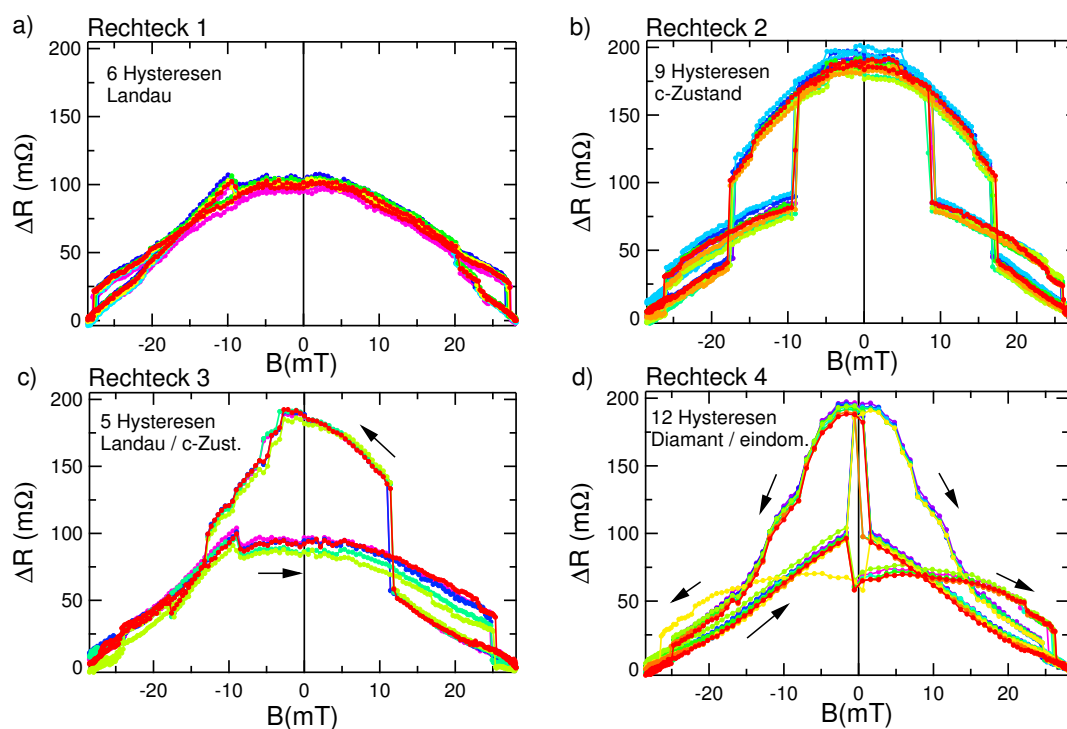 a)
Rechteck 1
6 Hysteresen
Landau
ΔR (mΩ)
200
150
100
50
0
-20
-10
0
10
20
B(mT)
b)
Rechteck 2
9 Hysteresen
c-Zustand
ΔR (mΩ)
200
150
100
50
0
-20
-10
0
10
20
B(mT)
c)
Rechteck 3
5 Hysteresen
Landau / c-Zust.
ΔR (mΩ)
200
150
100
50
0
-20
-10
0
10
20
B(mT)
d)
Rechteck 4
12 Hysteresen
Diamant / eindom.
ΔR (mΩ)
200
150
100
50
0
-20
-10
0
10
20
B(mT)